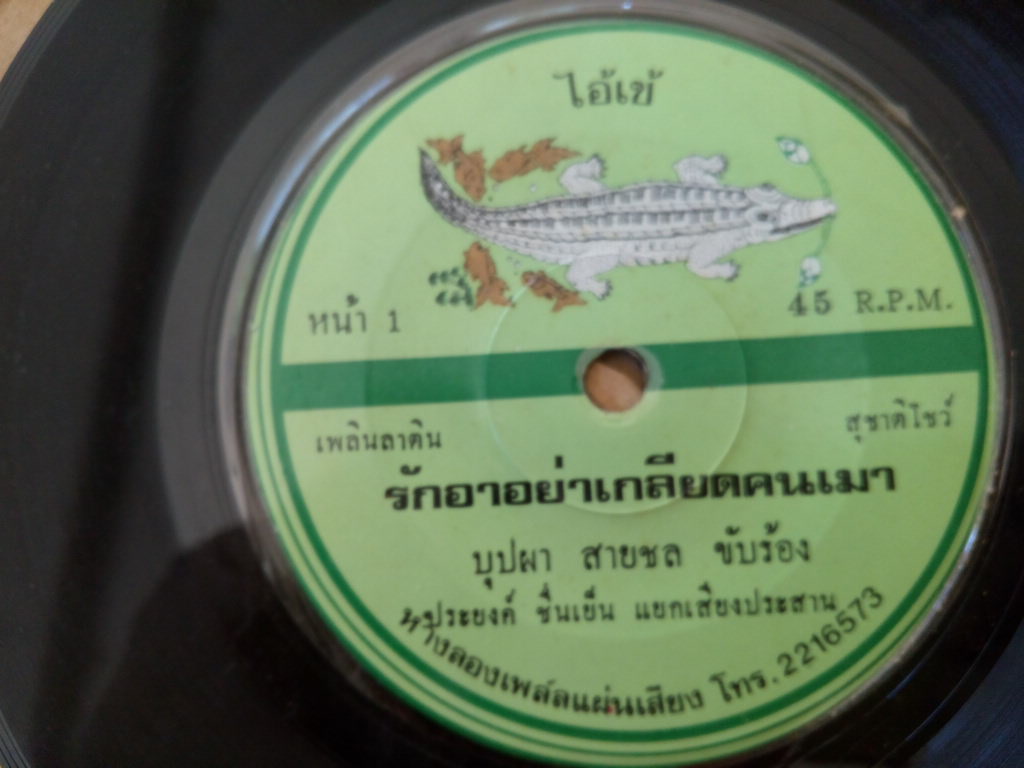 ไอ้เข้
หน้า 1
45 R.P.M.
เพลินลาติน
สุชาติโชว์
รักอาอย่าเกลียดคนเมา
บุปผา สายชล ขับร้อง
ประยงค์ ชื่นเย็น แยกเสียงประสาน
ห้างลองเพล์ลแผ่นเสียง โทร. 2216573